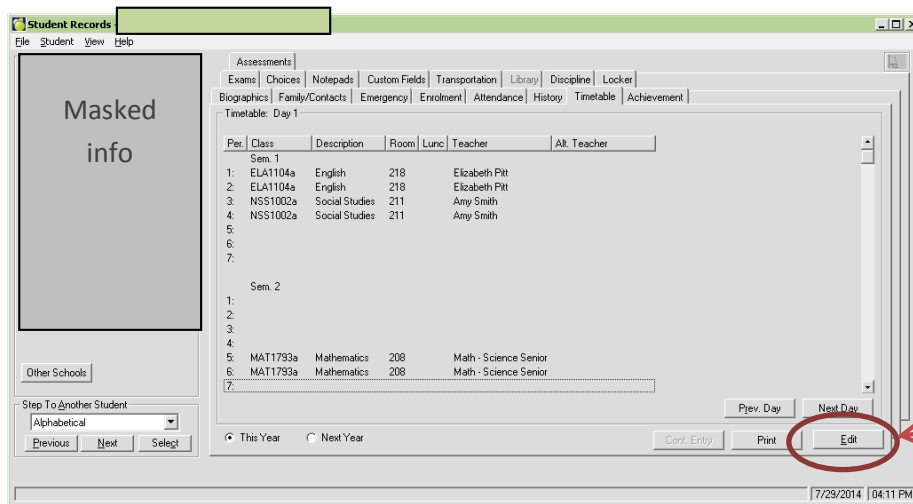 Student Records -
File Student View Help
Masked
info
Assessments
Exams Choices Notepads Custom Fields Transportation Library Discipline Locker
Biographics Family/Contacts Emergency Enrolment Attendance History Timetable Achievement
Timetable: Day 1
Per. Class Description Room Lunc Teacher Alt. Teacher
Sem. 1
1: ELA1104a English 218 Elizabeth Pitt
2: ELA1104a English 218 Elizabeth Pitt
3: NSS1002a Social Studies 211 Amy Smith
4: NSS1002a Social Studies 211 Amy Smith
5:
6:
7:
Sem. 2
1:
2:
3:
4:
5: MAT1793a Mathematics 208 Math - Science Senior
6: MAT1793a Mathematics 208 Math - Science Senior
7:
Other Schools
Step To Another Student
Alphabetical
Previous Next Select
Prev. Day Next Day
This Year Next Year
Cont. Entry Print Edit
7/29/2014 04:11 PM